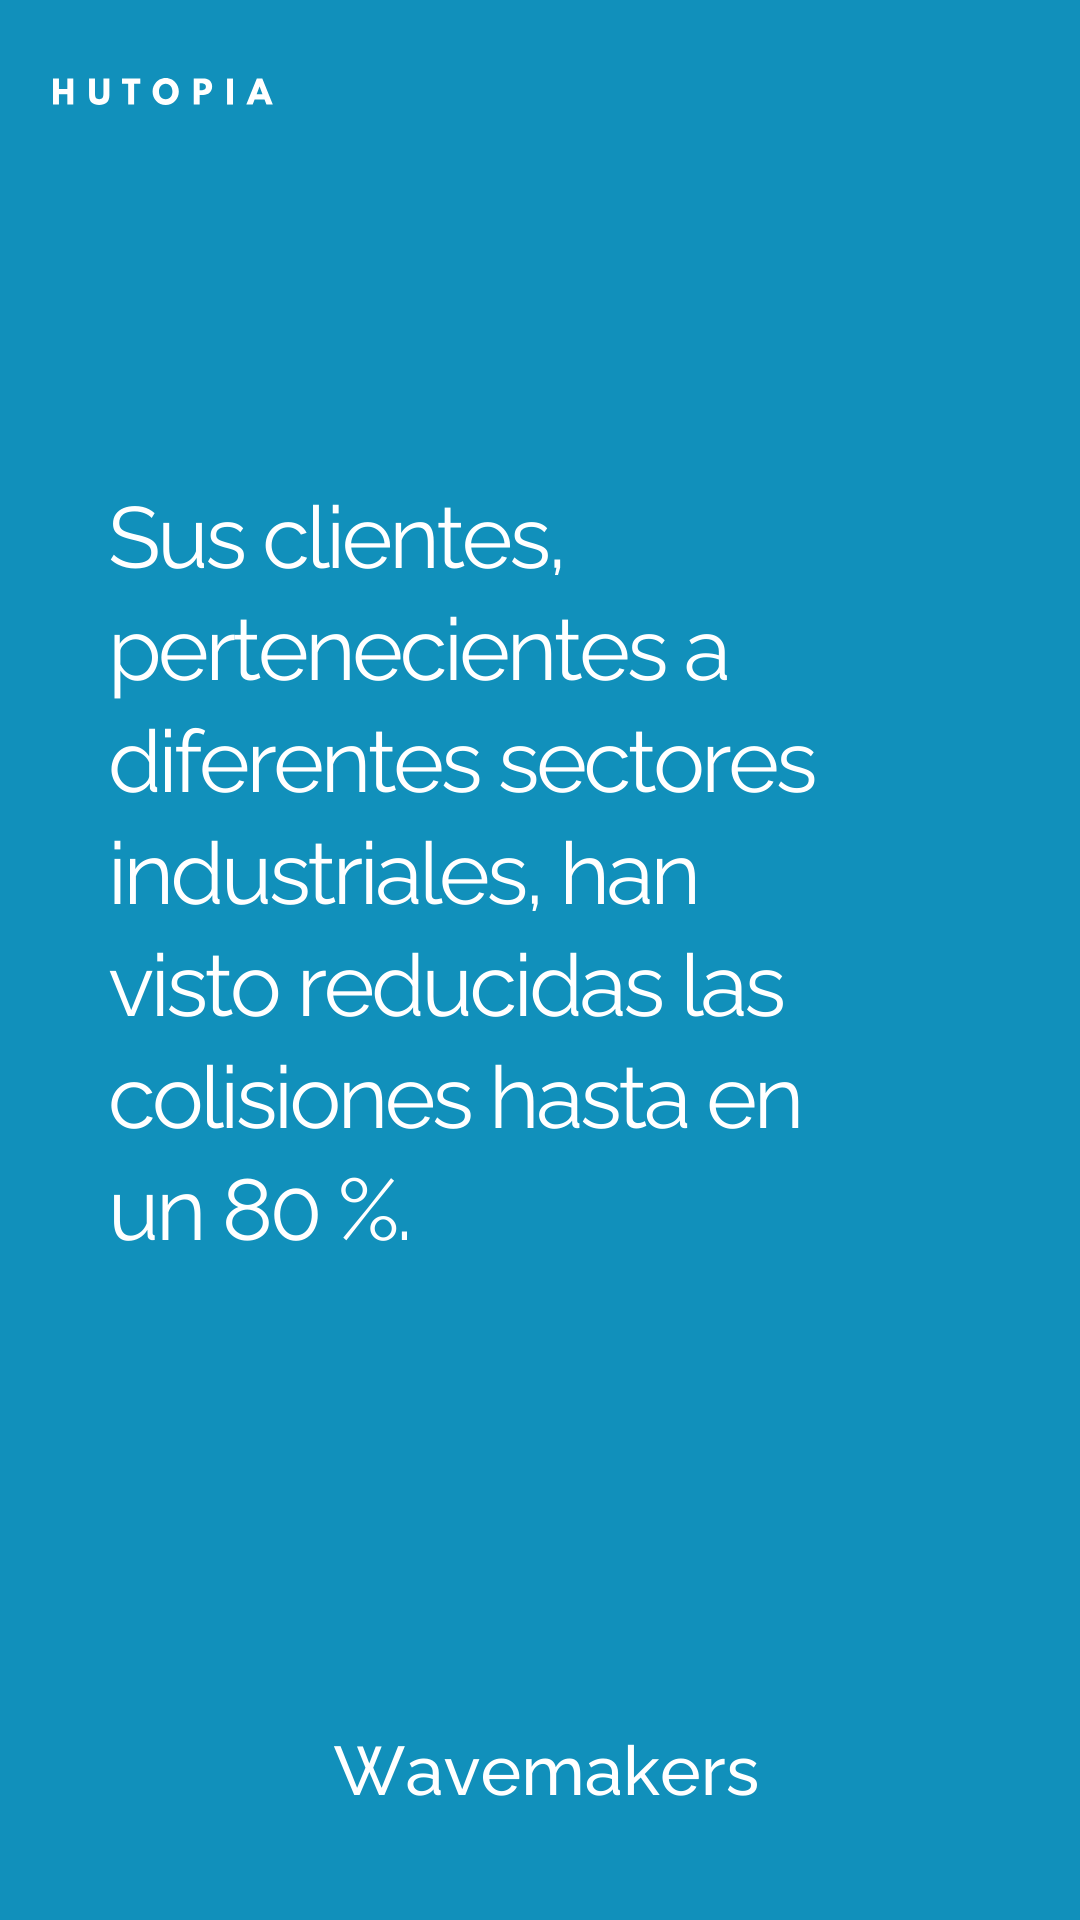 HUTOPIA
Sus clientes,
pertenecientes a
diferentes sectores
industriales, han
visto reducidas las
colisiones hasta en
un 80 %.
Wavemakers